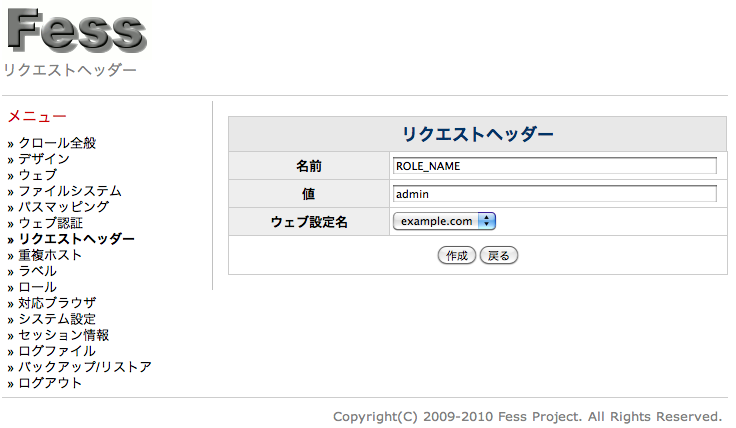 Fess
リクエストヘッダー
メニュー
» クロール全般
» デザイン
» ウェブ
» ファイルシステム
» パスマッピング
» ウェブ認証
» リクエストヘッダー
» 重複ホスト
» ラベル
» ロール
» 対応ブラウザ
» システム設定
» セッション情報
» ログファイル
» バックアップ/リストア
» ログアウト
リクエストヘッダー
名前 ROLE_NAME
値 admin
ウェブ設定名 example.com
作成 戻る
Copyright(C) 2009-2010 Fess Project. All Rights Reserved.